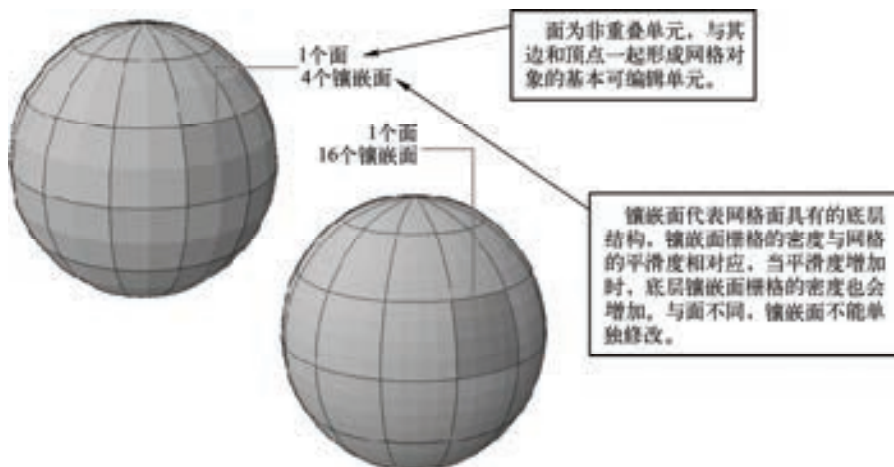 1个面
4个镶嵌面
面为非重叠单元，与其
边和顶点一起形成网格对
象的基本可编辑单元。
1个面
16个镶嵌面
镶嵌面代表网格面具有的底层
结构，镶嵌面栅格的密度与网格
的平滑度相对应，当平滑度增加
时，底层镶嵌面栅格的密度也会
增加。与面不同，镶嵌面不能单
独修改。